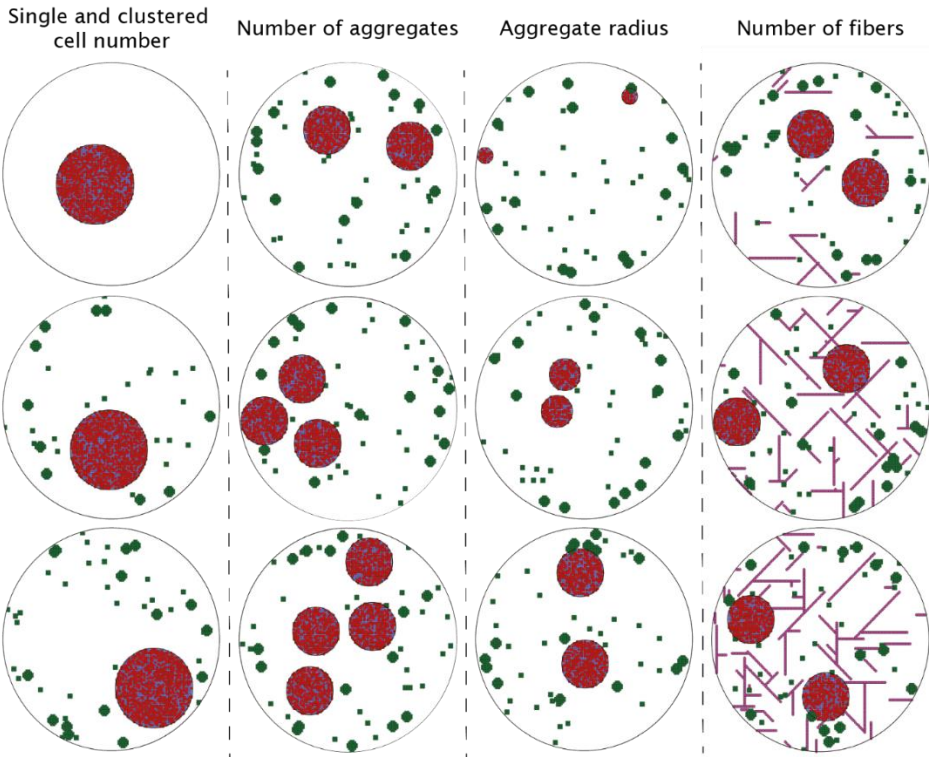 Single and clustered
cell number
Number of aggregates
Aggregate radius
Number of fibers